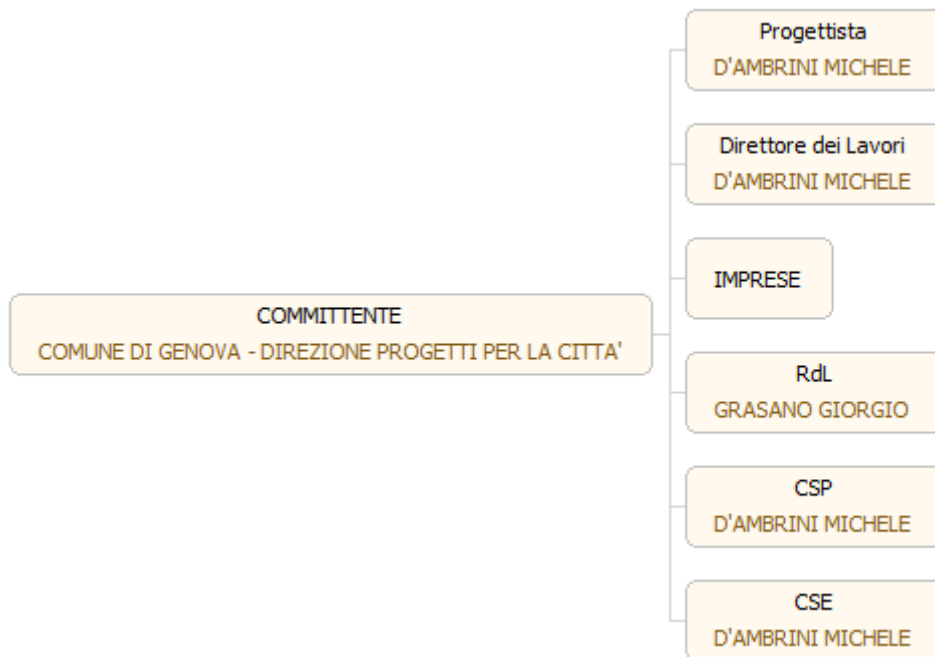 Progettista
D'AMBRINI MICHELE
Direttore dei Lavori
D'AMBRINI MICHELE
IMPRESE
COMMITTENTE
COMUNE DI GENOVA - DIREZIONE PROGETTI PER LA CITTA'
RdL
GRASANO GIORGIO
CSP
D'AMBRINI MICHELE
CSE
D'AMBRINI MICHELE